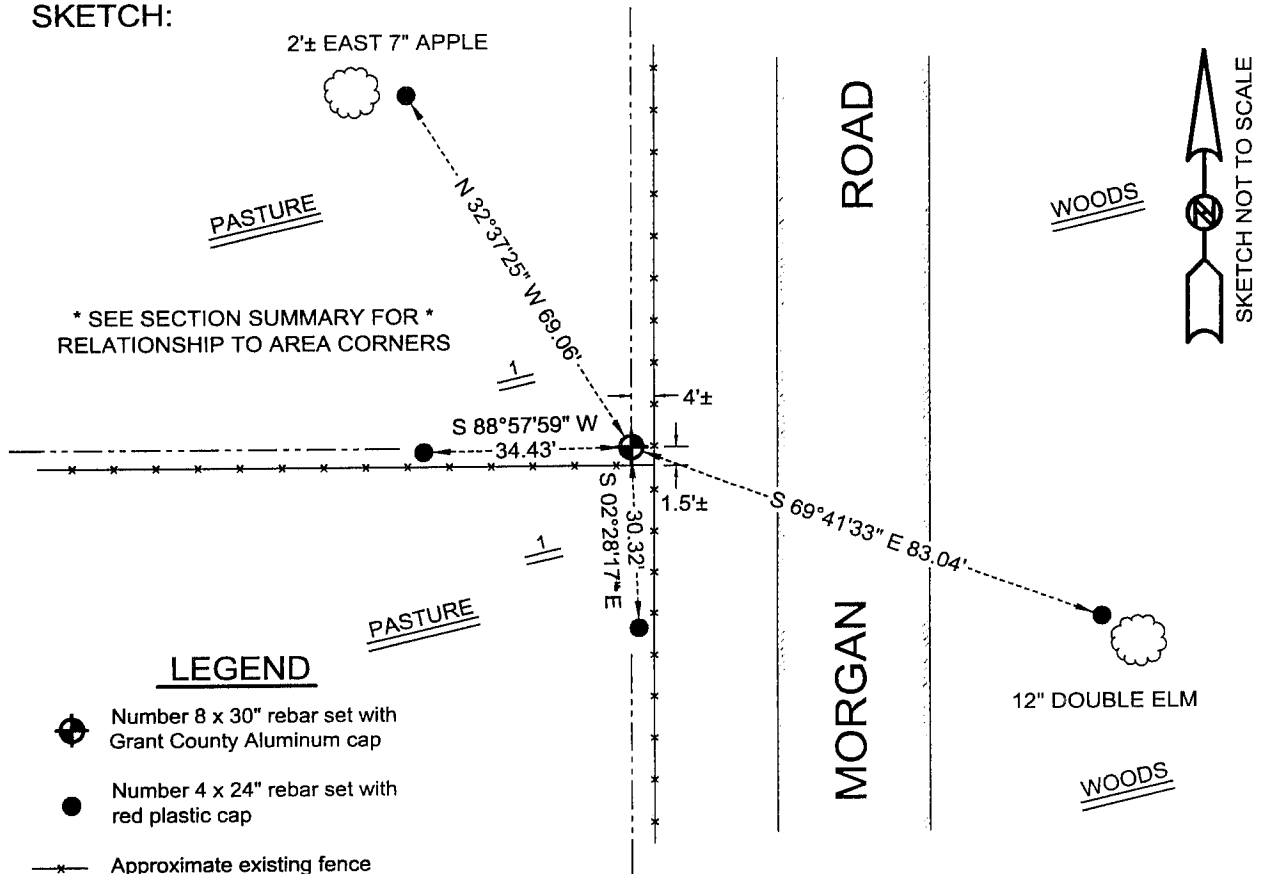 SKETCH:
2'± EAST 7" APPLE
ROAD
PASTURE
WOODS
N
SKETCH NOT TO SCALE
N 32°37'25" W 69.06'
* SEE SECTION SUMMARY FOR *
RELATIONSHIP TO AREA CORNERS
1
4'±
S 88°57'59" W
34.43'
1.5'±
S 69°41'33" E 83.04'
30.32'
S 02°28'17" E
1
PASTURE
MORGAN
12" DOUBLE ELM
WOODS
LEGEND
Number 8 x 30" rebar set with
Grant County Aluminum cap
Number 4 x 24" rebar set with
red plastic cap
Approximate existing fence